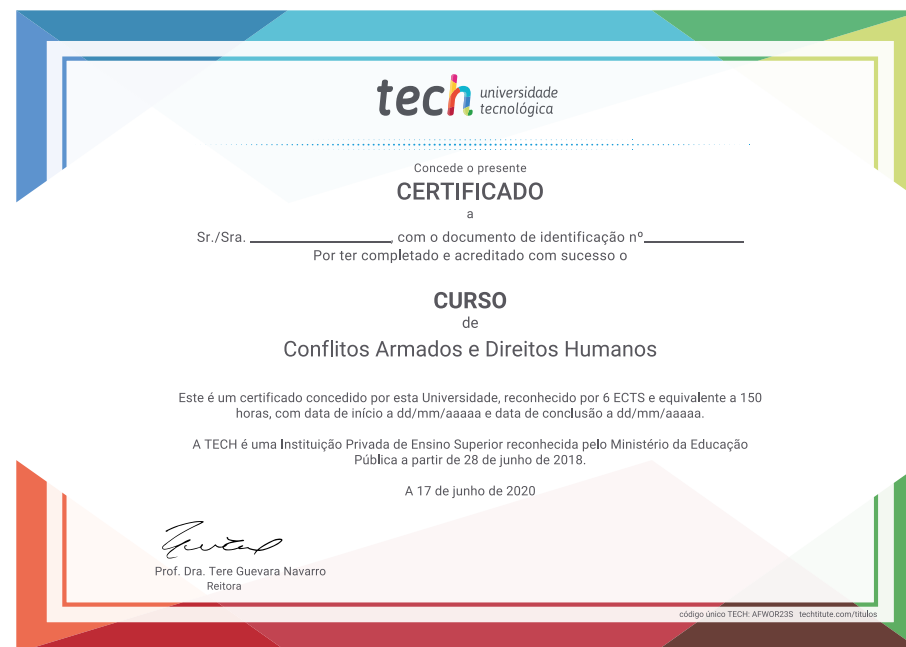 tech universidade
tecnológica
Concede o presente
CERTIFICADO
a
Sr./Sra. ____________________, com o documento de identificação nº______________
Por ter completado e acreditado com sucesso o
CURSO
de
Conflitos Armados e Direitos Humanos
Este é um certificado concedido por esta Universidade, reconhecido por 6 ECTS e equivalente a 150
horas, com data de início a dd/mm/aaaaa e data de conclusão a dd/mm/aaaaa.
A TECH é uma Instituição Privada de Ensino Superior reconhecida pelo Ministério da Educação
Pública a partir de 28 de junho de 2018.
A 17 de junho de 2020
Prof. Dra. Tere Guevara Navarro
Reitora
código único TECH: AFWOR23S techtitute.com/titulos